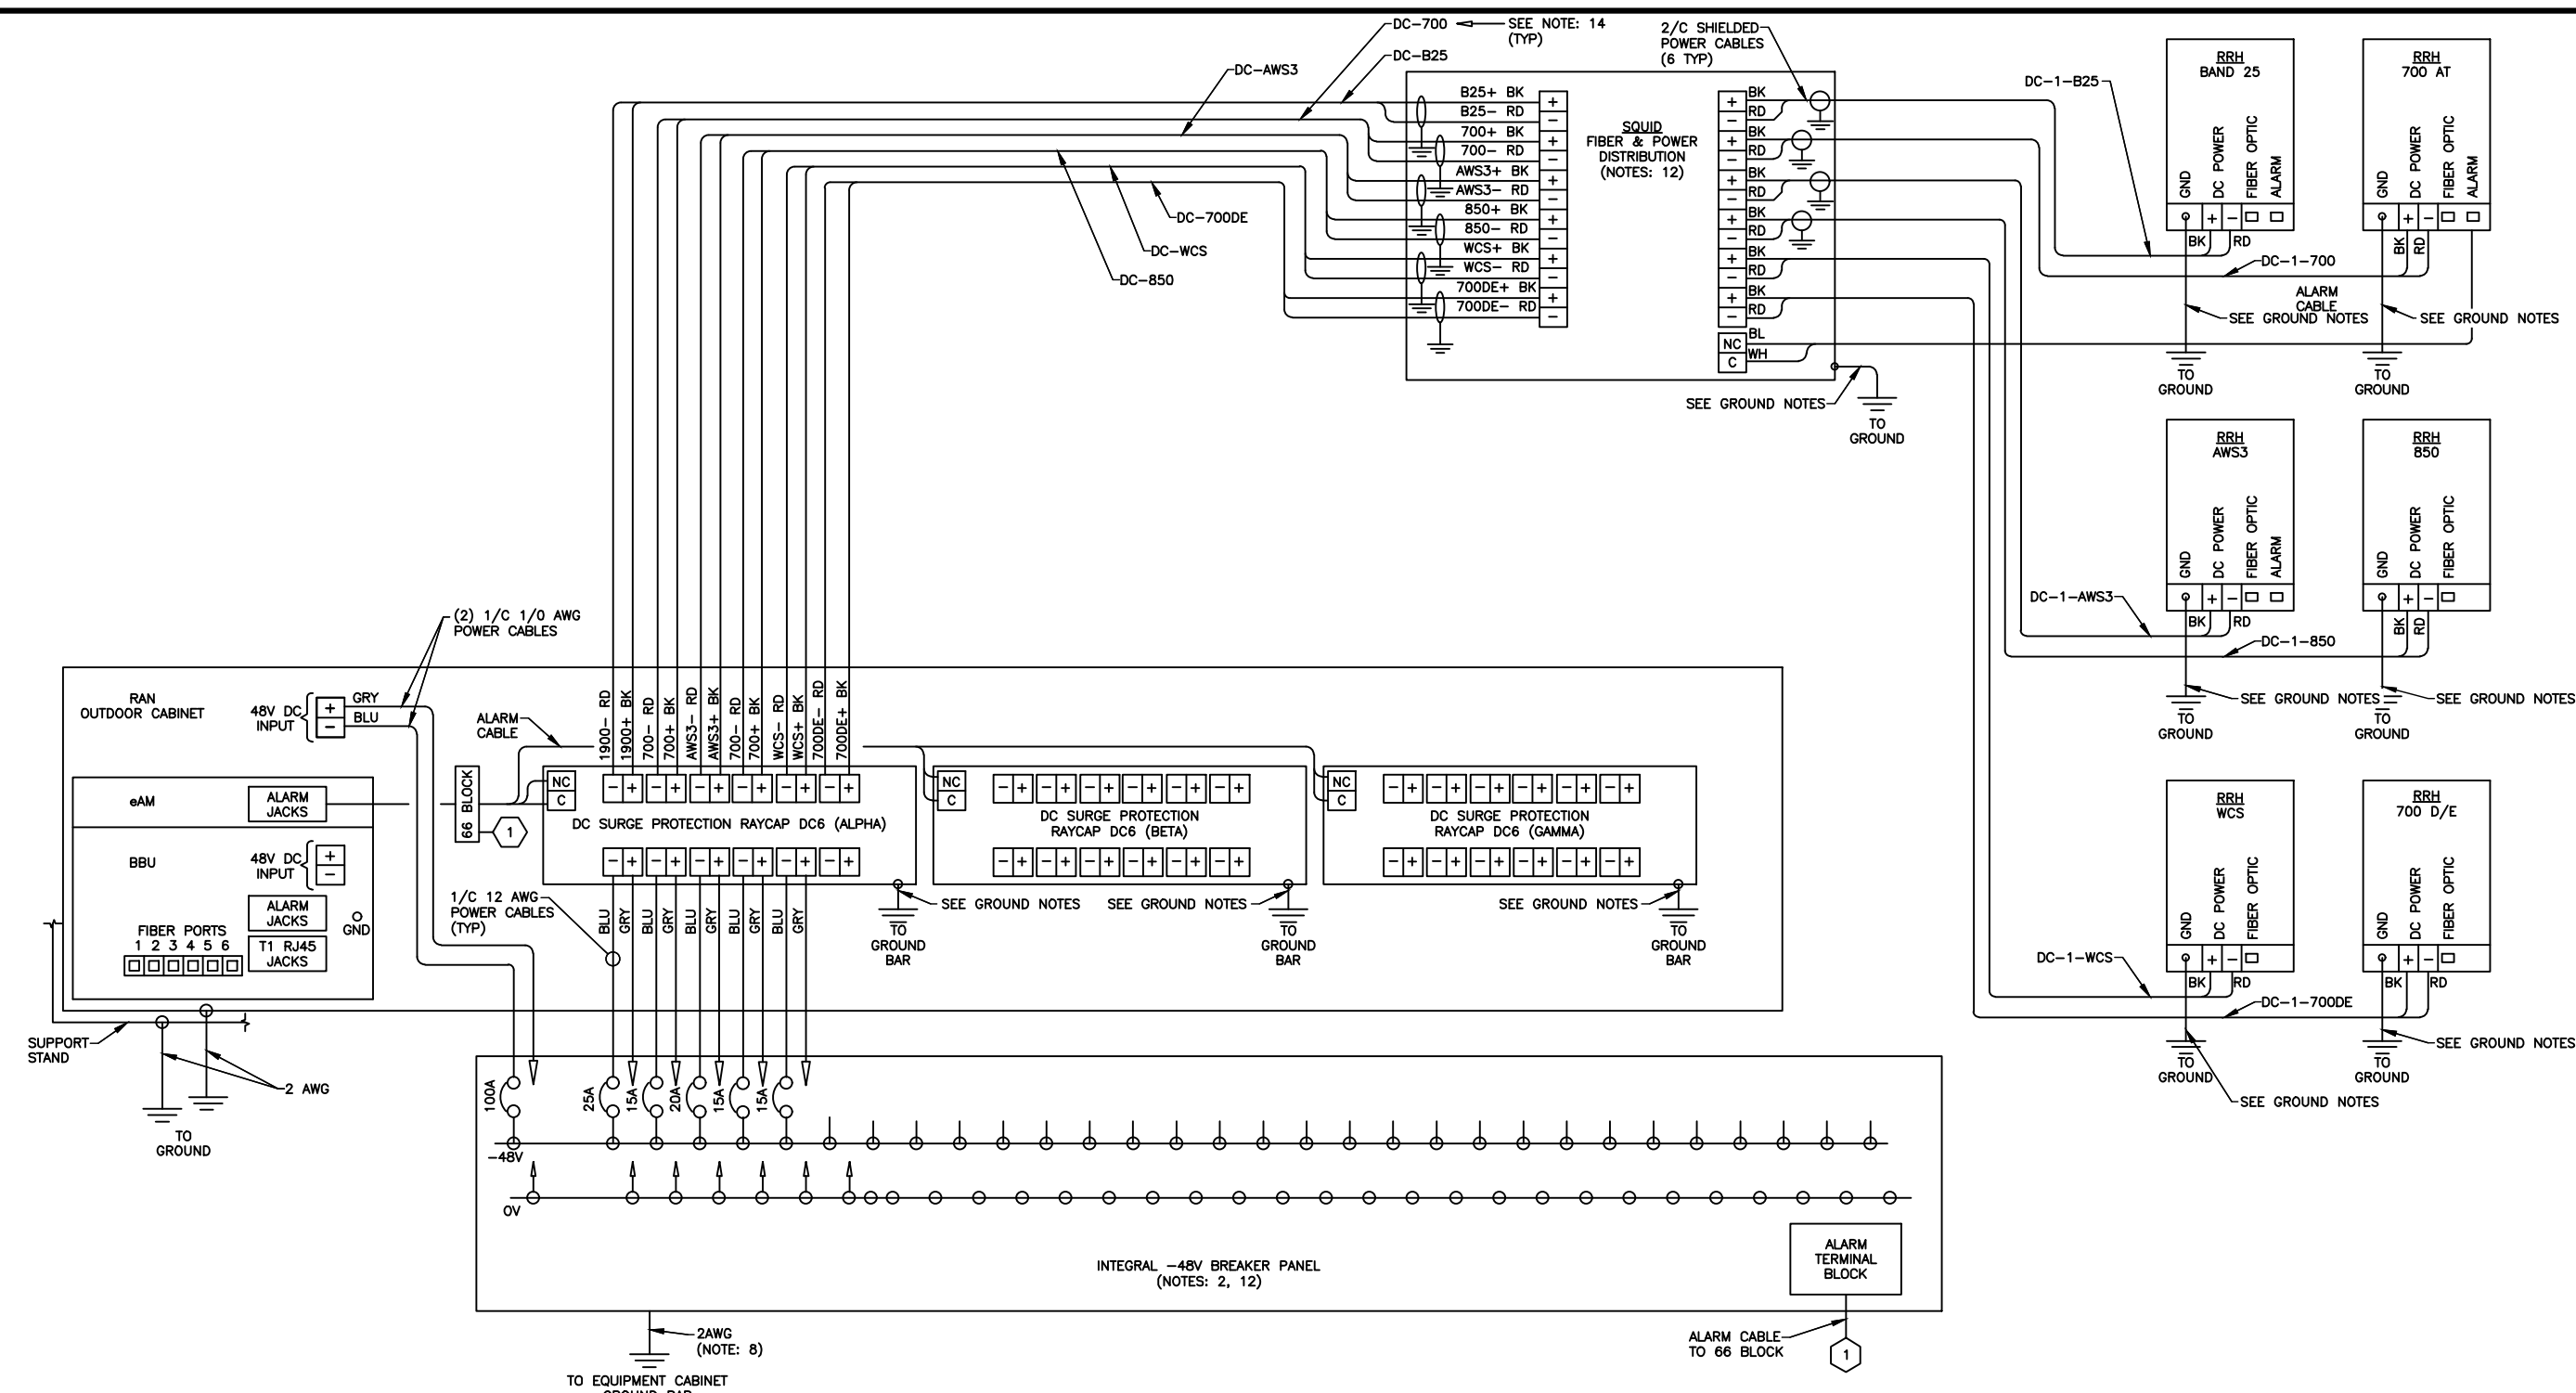 DC-700
SEE NOTE: 14
(TYP)
DC-B25
DC-AWS3
DC-700DE
DC-WCS
DC-850
2/C SHIELDED
POWER CABLES
(6 TYP)
B25+ BK
B25- RD
700+ BK
700- RD
AWS3+ BK
AWS3- RD
850+ BK
850- RD
WCS+ BK
WCS- RD
700DE+ BK
700DE- RD
+
-
+
-
+
-
+
-
+
-
+
-
SQUID
FIBER & POWER
DISTRIBUTION
(NOTES: 12)
+ BK
- RD
+ BK
- RD
+ BK
- RD
+ BK
- RD
+ BK
- RD
+ BK
- RD
NC BL
C WH
SEE GROUND NOTES
TO
GROUND
DC-1-B25
RRH
BAND 25
GND
DC POWER
FIBER OPTIC
ALARM
+ -
BK RD
SEE GROUND NOTES
TO
GROUND
RRH
700 AT
GND
DC POWER
FIBER OPTIC
ALARM
+ -
BK
RD
DC-1-700
ALARM
CABLE
SEE GROUND NOTES
TO
GROUND
RRH
AWS3
GND
DC POWER
FIBER OPTIC
ALARM
+ -
BK RD
DC-1-AWS3
SEE GROUND NOTES
TO
GROUND
RRH
850
GND
DC POWER
FIBER OPTIC
+ -
BK
RD
DC-1-850
SEE GROUND NOTES
TO
GROUND
RRH
WCS
GND
DC POWER
FIBER OPTIC
+ -
BK RD
DC-1-WCS
TO
GROUND
SEE GROUND NOTES
RRH
700 D/E
GND
DC POWER
FIBER OPTIC
+ -
BK RD
DC-1-700DE
SEE GROUND NOTES
TO
GROUND
(2) 1/C 1/0 AWG
POWER CABLES
RAN
OUTDOOR CABINET
48V DC
INPUT
+ GRY
- BLU
ALARM
CABLE
1900- RD
1900+ BK
700- RD
700+ BK
AWS3- RD
AWS3+ BK
700- RD
700+ BK
WCS- RD
WCS+ BK
700DE- RD
700DE+ BK
eAM
ALARM
JACKS
66 BLOCK
1
BBU
48V DC
INPUT
+
-
ALARM
JACKS
GND
T1 RJ45
JACKS
FIBER PORTS
1 2 3 4 5 6
NC
C
- + - + - + - + - + - +
DC SURGE PROTECTION RAYCAP DC6 (ALPHA)
- + - + - + - + - + - +
NC
C
- + - + - + - + - + - +
DC SURGE PROTECTION
RAYCAP DC6 (BETA)
- + - + - + - + - + - +
NC
C
- + - + - + - + - + - +
DC SURGE PROTECTION
RAYCAP DC6 (GAMMA)
- + - + - + - + - + - +
1/C 12 AWG
POWER CABLES
(TYP)
BLU
GRY
BLU
GRY
BLU
GRY
BLU
GRY
BLU
GRY
SEE GROUND NOTES
TO
GROUND
BAR
SEE GROUND NOTES
TO
GROUND
BAR
SEE GROUND NOTES
TO
GROUND
BAR
SUPPORT
STAND
2 AWG
TO
GROUND
100A
25A
15A
20A
15A
15A
-48V
0V
INTEGRAL -48V BREAKER PANEL
(NOTES: 2, 12)
ALARM
TERMINAL
BLOCK
2AWG
(NOTE: 8)
TO EQUIPMENT CABINET
GROUND BAR
ALARM CABLE
TO 66 BLOCK
1